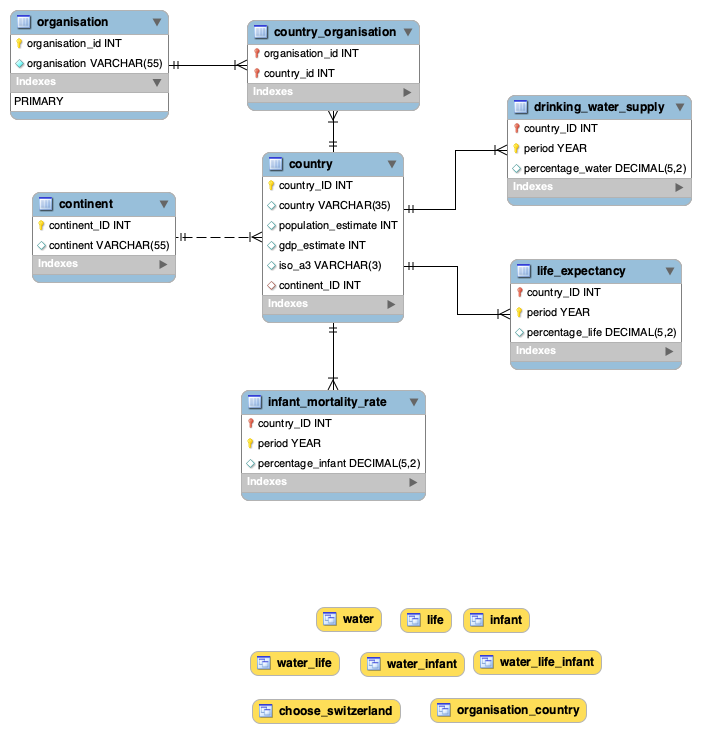 organisation
organisation_id INT
organisation VARCHAR(55)
Indexes
PRIMARY
country_organisation
organisation_id INT
country_id INT
Indexes
drinking_water_supply
country_ID INT
period YEAR
percentage_water DECIMAL(5,2)
Indexes
country
country_ID INT
country VARCHAR(35)
population_estimate INT
gdp_estimate INT
iso_a3 VARCHAR(3)
continent_ID INT
Indexes
continent
continent_ID INT
continent VARCHAR(55)
Indexes
life_expectancy
country_ID INT
period YEAR
percentage_life DECIMAL(5,2)
Indexes
infant_mortality_rate
country_ID INT
period YEAR
percentage_infant DECIMAL(5,2)
Indexes
water
life
infant
water_life
water_infant
water_life_infant
choose_switzerland
organisation_country